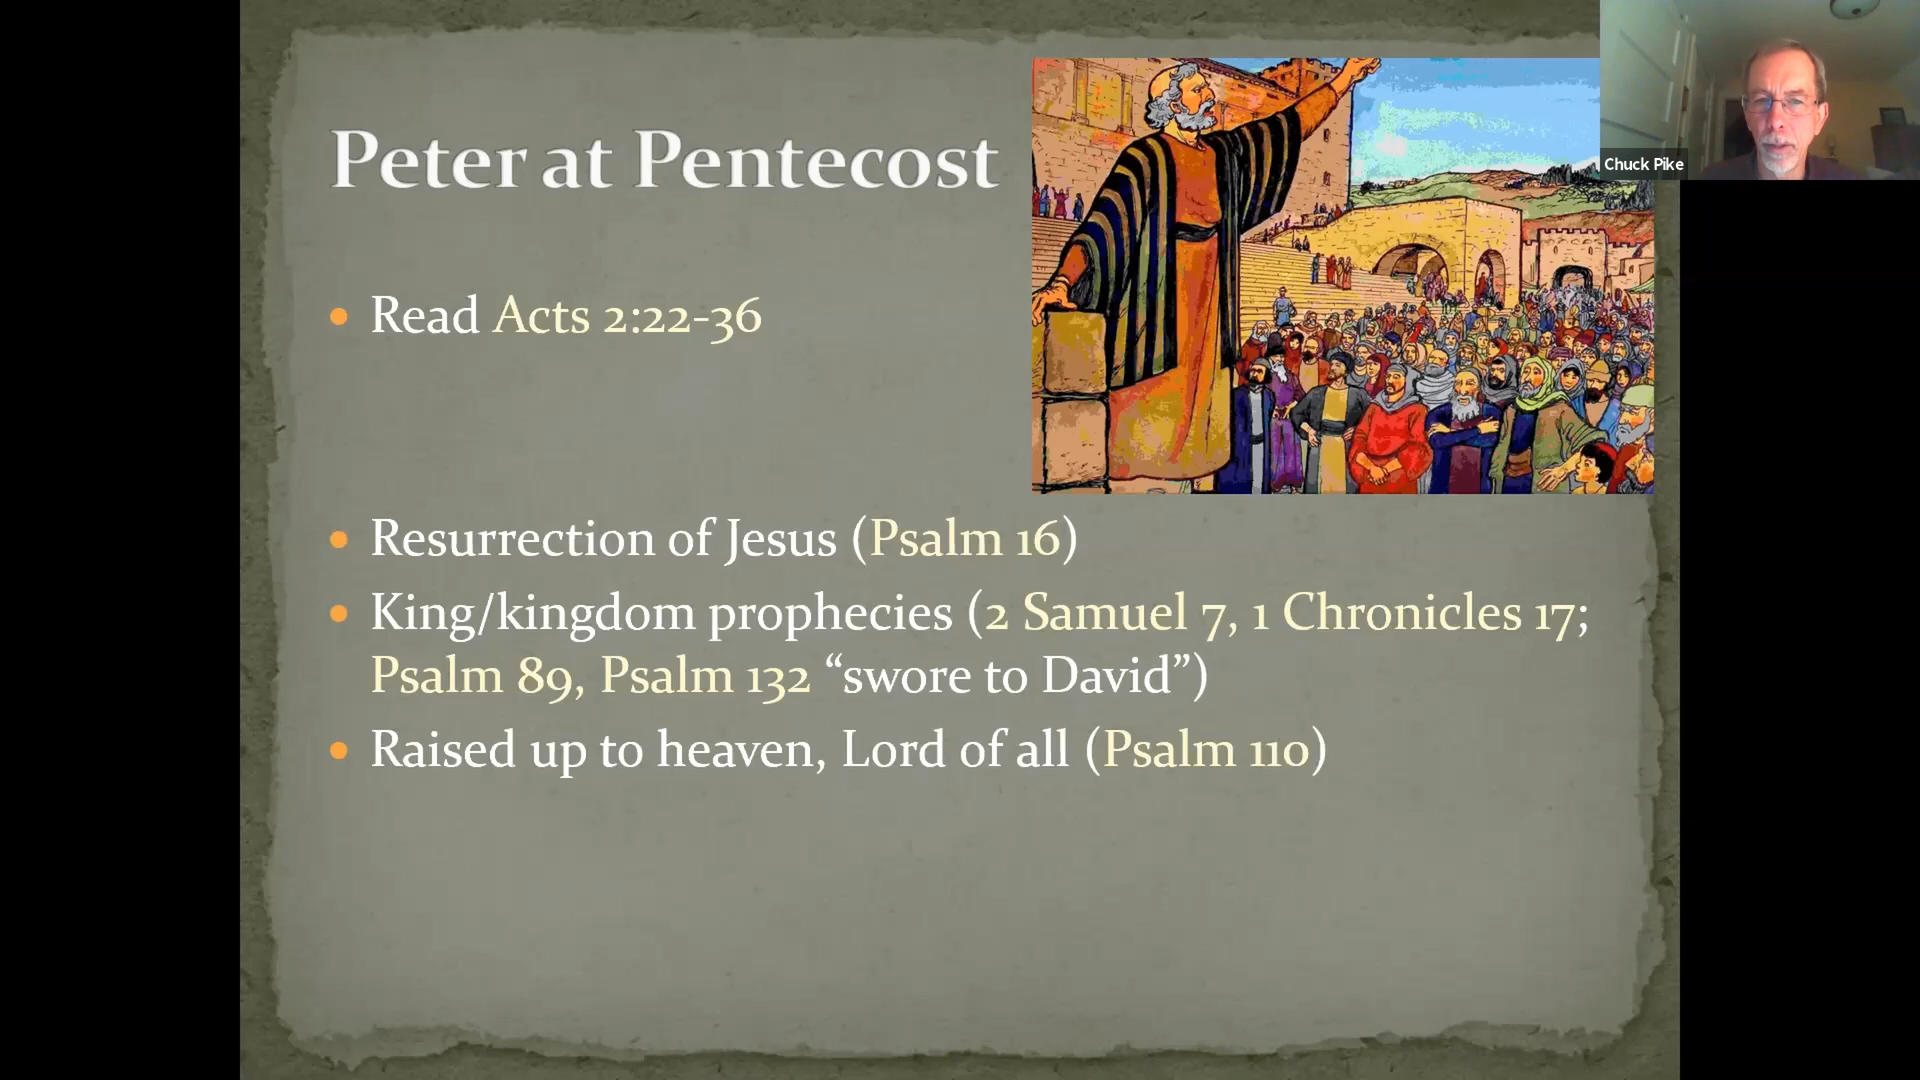 Peter at Pentecost
Chuck Pike
• Read Acts 2:22-36
• Resurrection of Jesus (Psalm 16)
• King/kingdom prophecies (2 Samuel 7, 1 Chronicles 17;
Psalm 89, Psalm 132 “swore to David”)
• Raised up to heaven, Lord of all (Psalm 110)